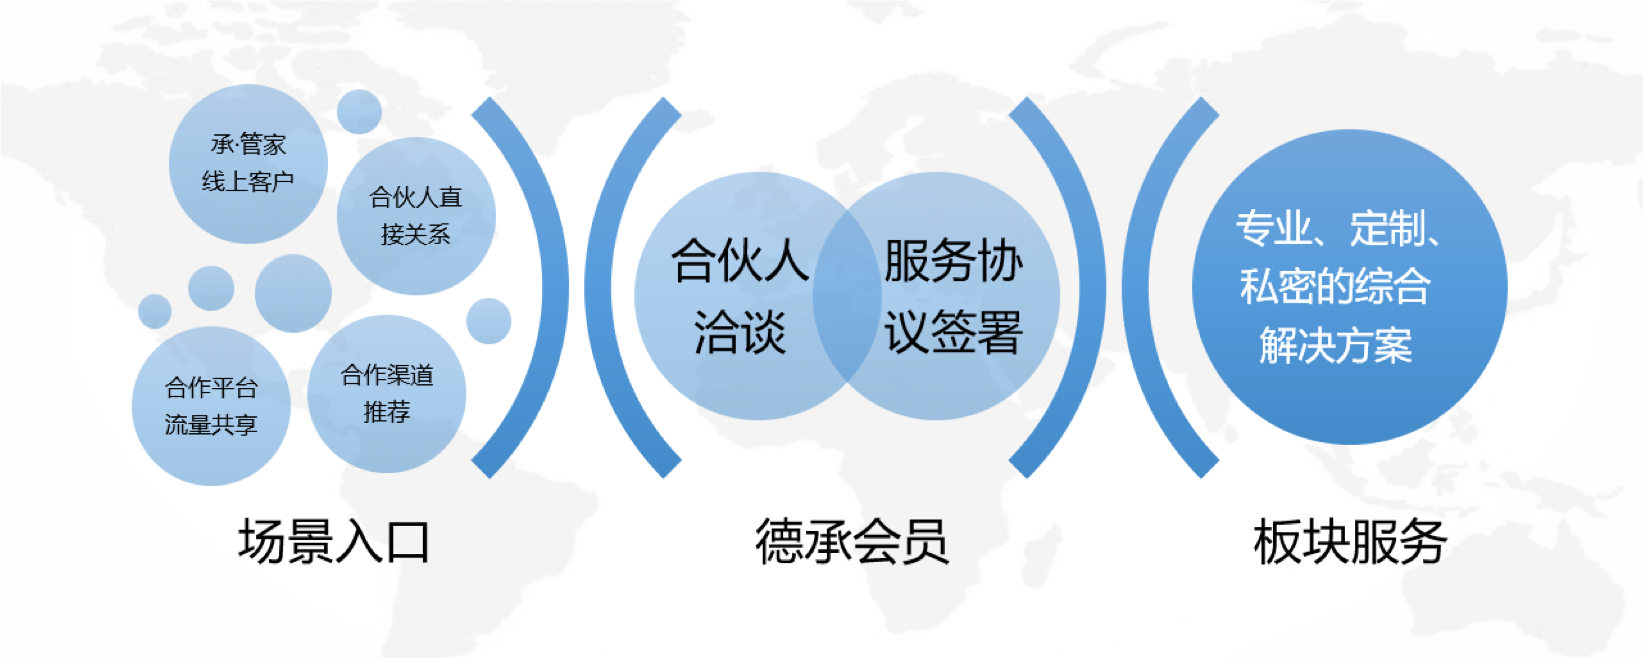 承·管家
线上客户
合伙人直
接关系
合作平台
流量共享
合作渠道
推荐
场景入口
合伙人
洽谈
服务协
议签署
德承会员
专业、定制、
私密的综合
解决方案
板块服务